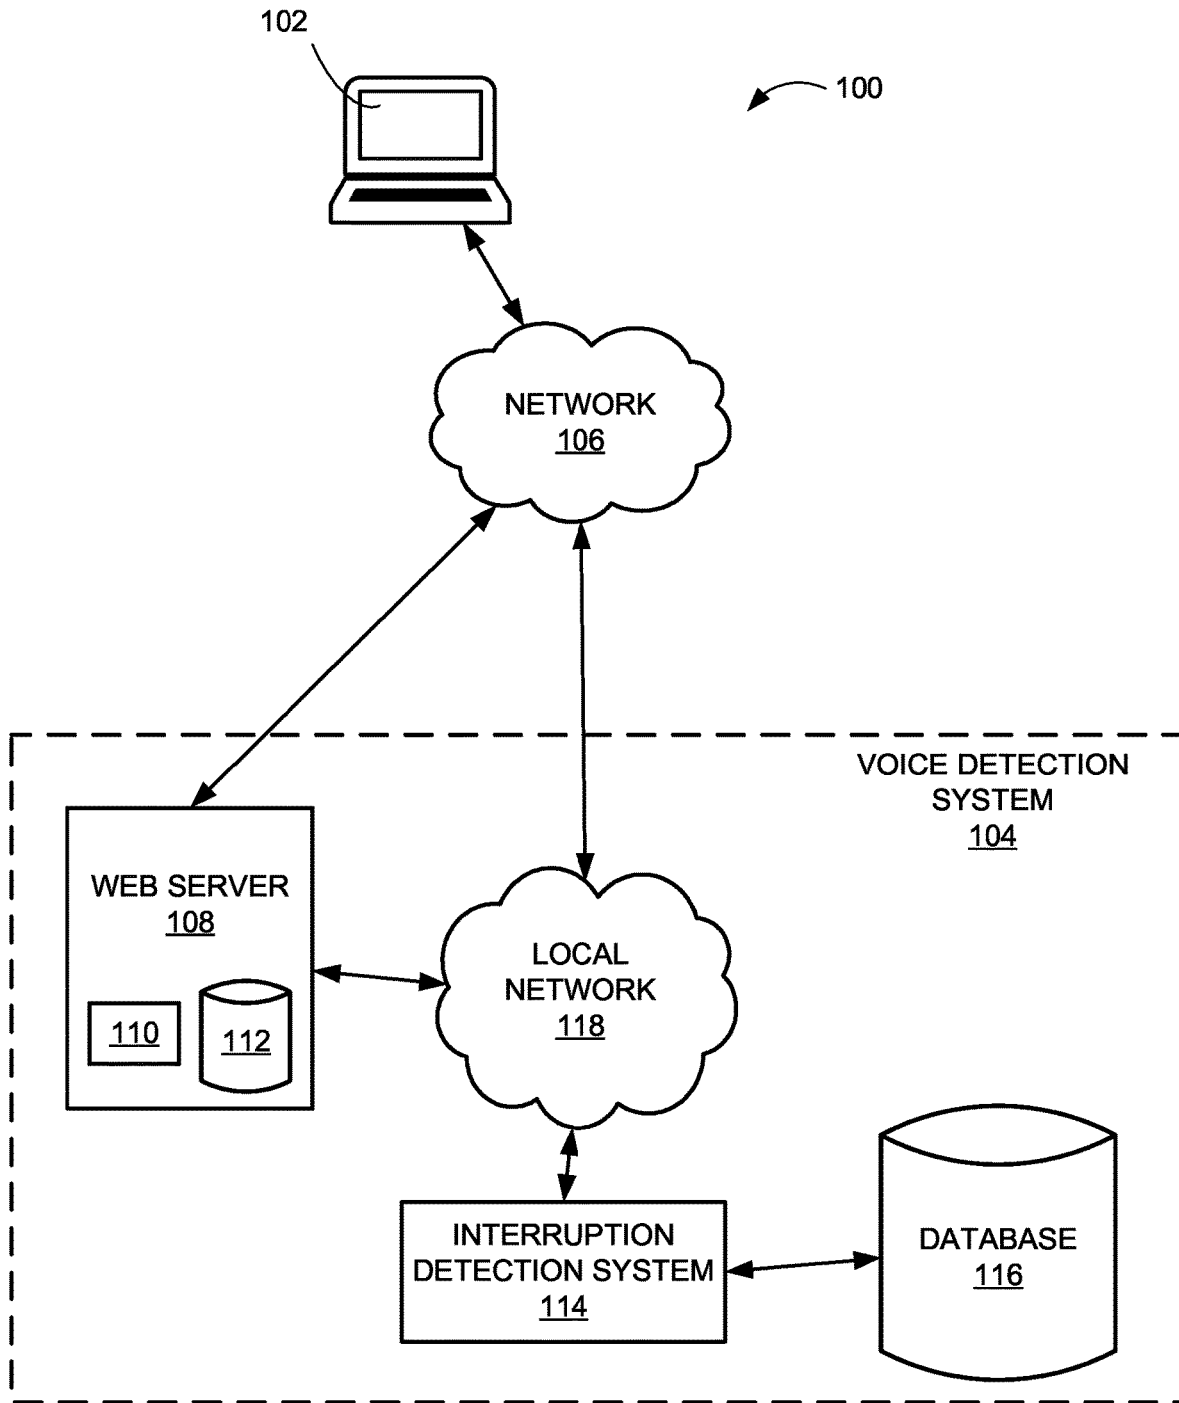 102
100
NETWORK
106
VOICE DETECTION
SYSTEM
104
WEB SERVER
108
110
112
LOCAL
NETWORK
118
INTERRUPTION
DETECTION SYSTEM
114
DATABASE
116